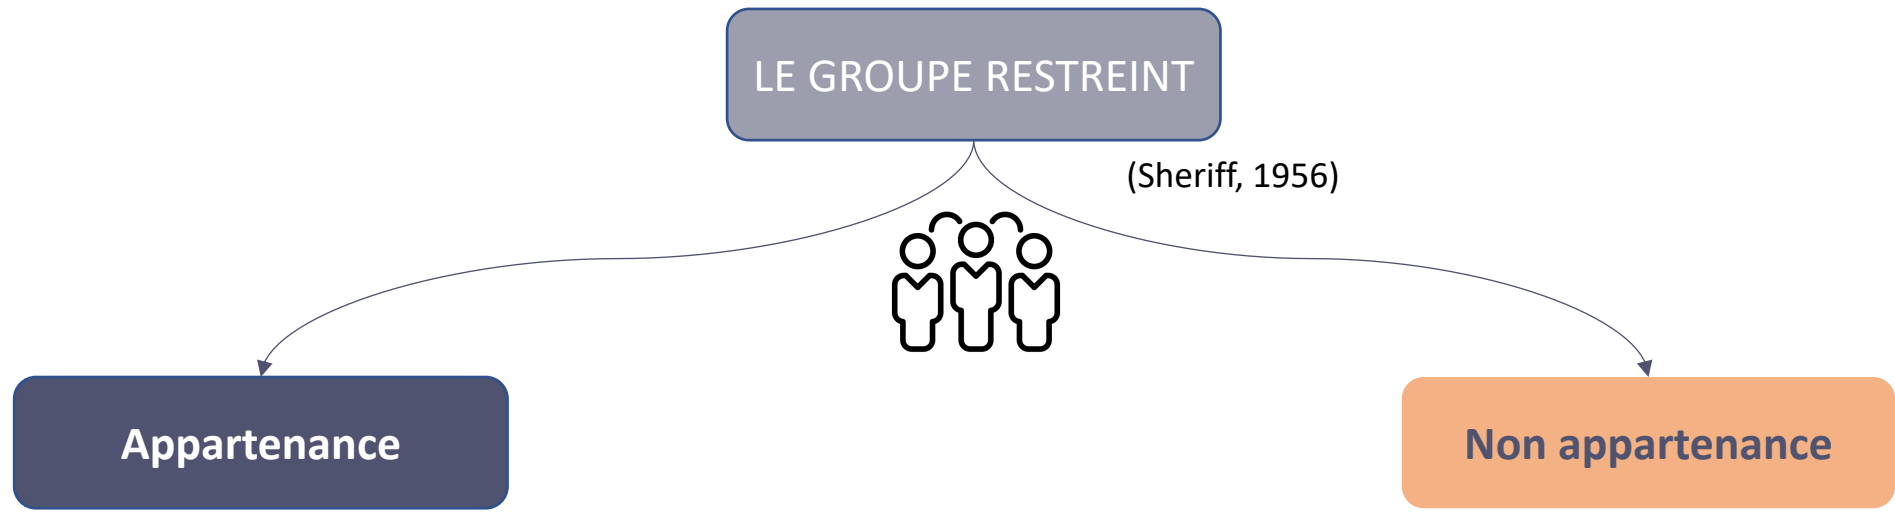 LE GROUPE RESTREINT
(Sheriff, 1956)
Appartenance
Non appartenance